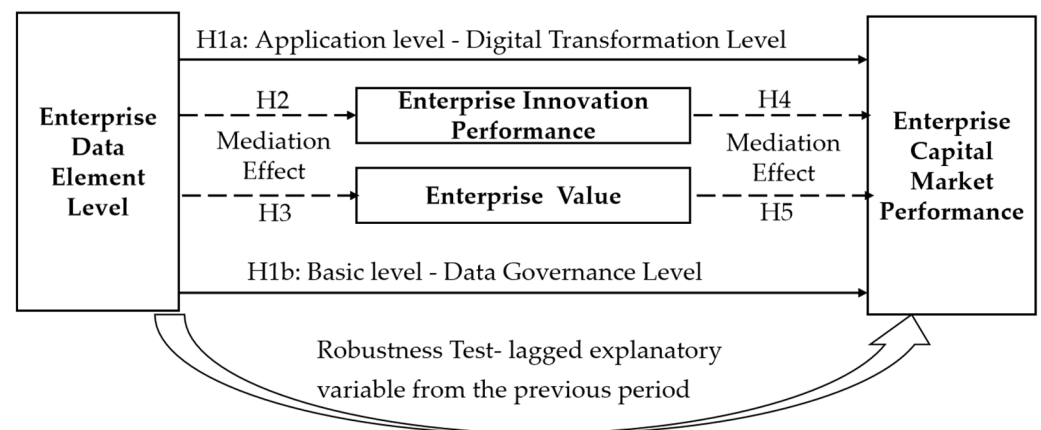 Enterprise
Data
Element
Level
H1a: Application level - Digital Transformation Level
H2
Mediation
Effect
H3
Enterprise Innovation
Performance
Enterprise Value
H4
Mediation
Effect
H5
H1b: Basic level - Data Governance Level
Enterprise
Capital
Market
Performance
Robustness Test- lagged explanatory
variable from the previous period